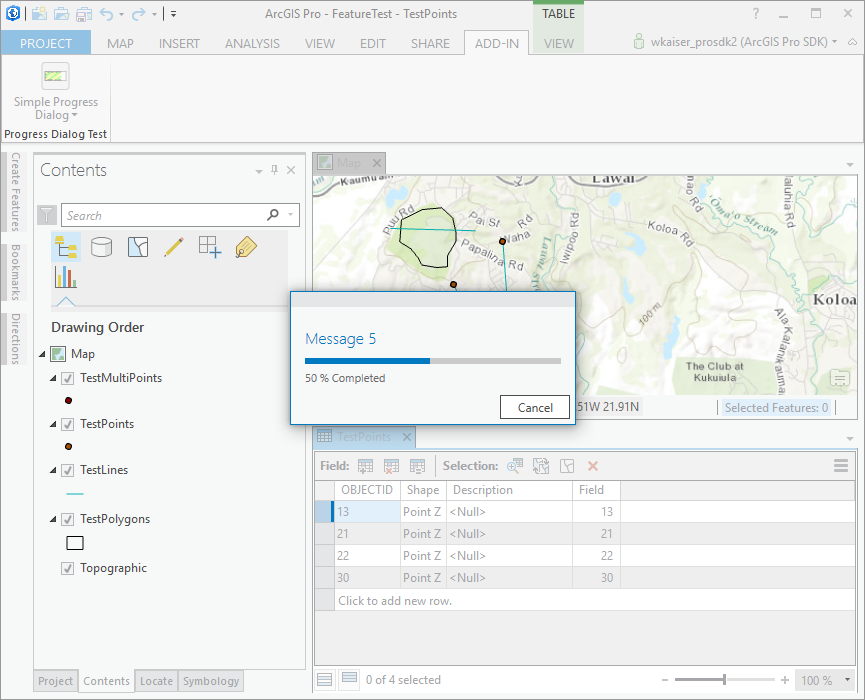 ArcGIS Pro - FeatureTest - TestPoints
TABLE
PROJECT MAP INSERT ANALYSIS VIEW EDIT SHARE ADD-IN VIEW
wkaiser_prosdk2 (ArcGIS Pro SDK)
Simple Progress
Dialog
Progress Dialog Test
Create Features
Bookmarks
Directions
Contents
Search
Drawing Order
Map
TestMultiPoints
TestPoints
TestLines
TestPolygons
Topographic
Project Contents Locate Symbology
Map
Lawai
Puu Rd
Pai St
Waha Rd
Papalina Rd
Iwipoo Rd
Koloa Rd
Oma'o Stream
Koloa
100 m
Ala Kalanikaumaka
The Club at
Kukuiula
51W 21.91N
Selected Features: 0
Message 5
50 % Completed
Cancel
TestPoints
Field: Selection:
OBJECTID Shape Description Field
13 Point Z <Null> 13
21 Point Z <Null> 21
22 Point Z <Null> 22
30 Point Z <Null> 30
Click to add new row.
0 of 4 selected
100 %